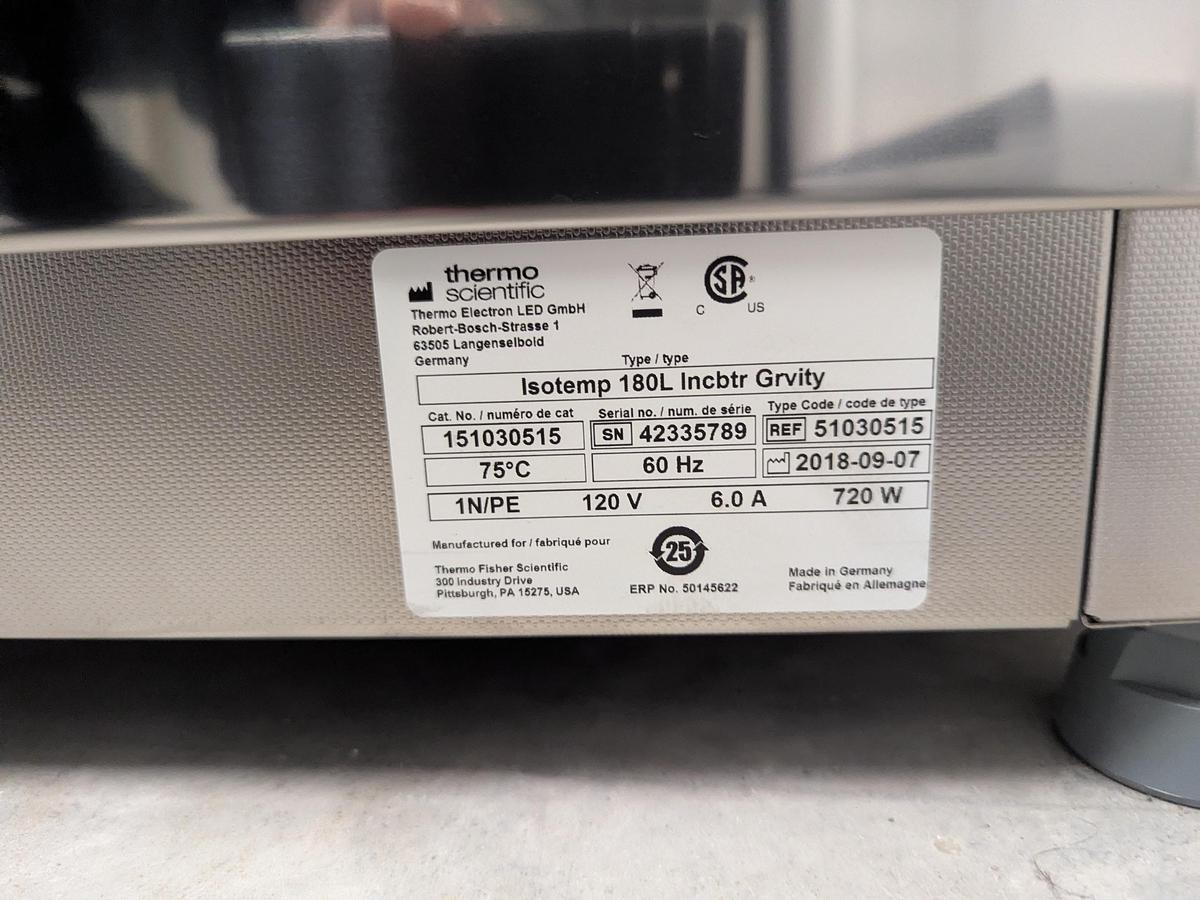 thermo
scientific
Thermo Electron LED GmbH
Robert-Bosch-Strasse 1
63505 Langenselbold
Germany
C SA ® US
Type / type
Isotemp 180L Incbtr Grvity
Cat. No. / numéro de cat Serial no. / num. de série Type Code / code de type
151030515 SN 42335789 REF 51030515
75°C 60 Hz 2018-09-07
1N/PE 120 V 6.0 A 720 W
Manufactured for / fabriqué pour
Thermo Fisher Scientific
300 Industry Drive
Pittsburgh, PA 15275, USA
25
ERP No. 50145622
Made in Germany
Fabriqué en Allemagne